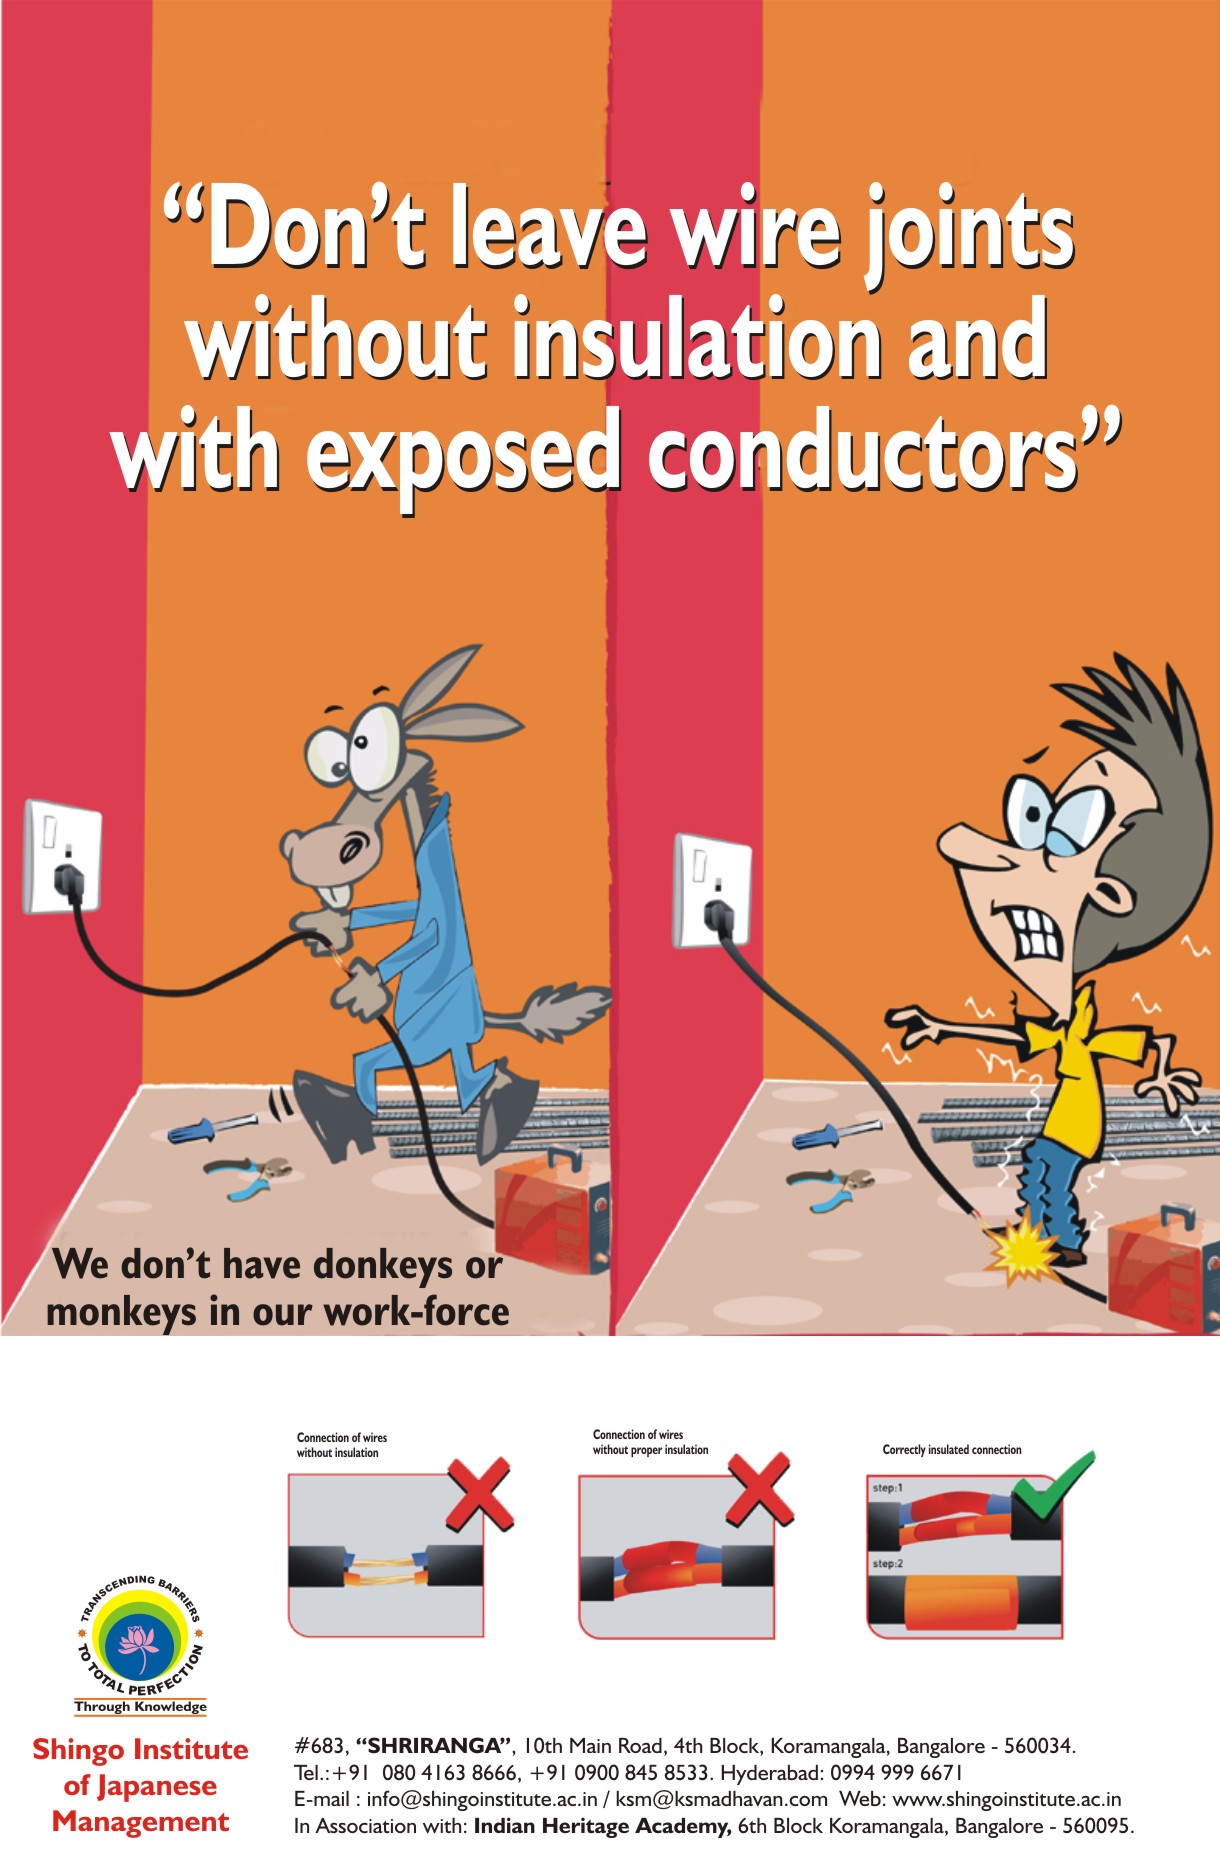 “Don’t leave wire joints
without insulation and
with exposed conductors”
We don’t have donkeys or
monkeys in our work-force
Connection of wires
without insulation
Connection of wires
without proper insulation
Correctly insulated connection
step:1
step:2
TRANSCENDING BARRIERS
TO TOTAL PERFECTION
Through Knowledge
Shingo Institute
of Japanese
Management
#683, “SHRIRANGA”, 10th Main Road, 4th Block, Koramangala, Bangalore - 560034.
Tel.:+91 080 4163 8666, +91 0900 845 8533. Hyderabad: 0994 999 6671
E-mail : info@shingoinstitute.ac.in / ksm@ksmadhavan.com Web: www.shingoinstitute.ac.in
In Association with: Indian Heritage Academy, 6th Block Koramangala, Bangalore - 560095.